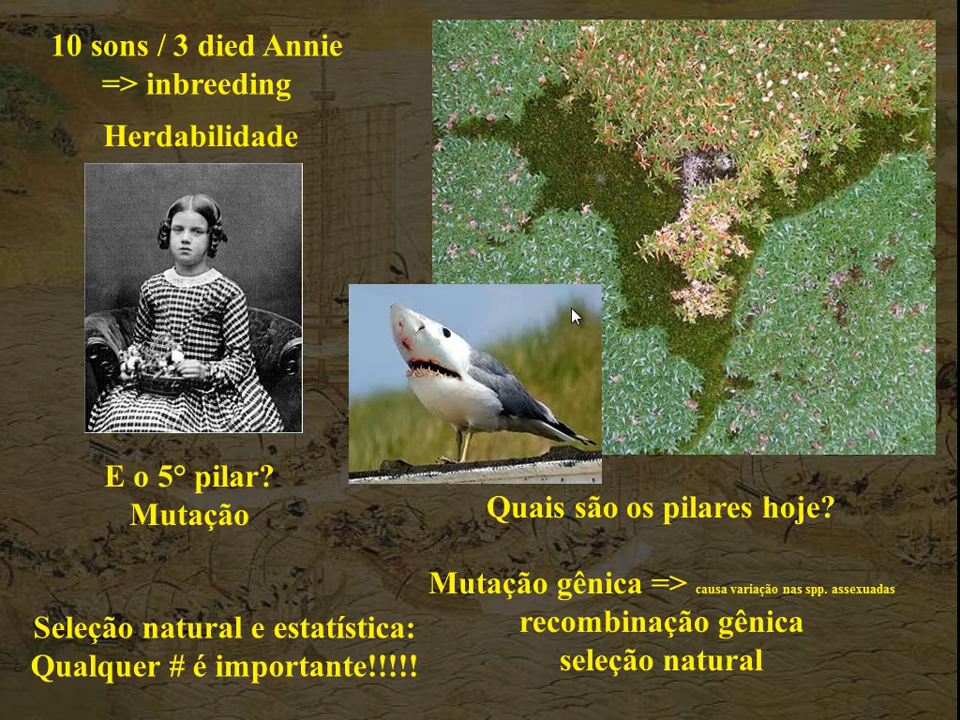 10 sons / 3 died Annie
=> inbreeding
Herdabilidade
E o 5° pilar?
Mutação
Seleção natural e estatística:
Qualquer # é importante!!!!!
Quais são os pilares hoje?
Mutação gênica => causa variação nas spp. assexuadas
recombinação gênica
seleção natural